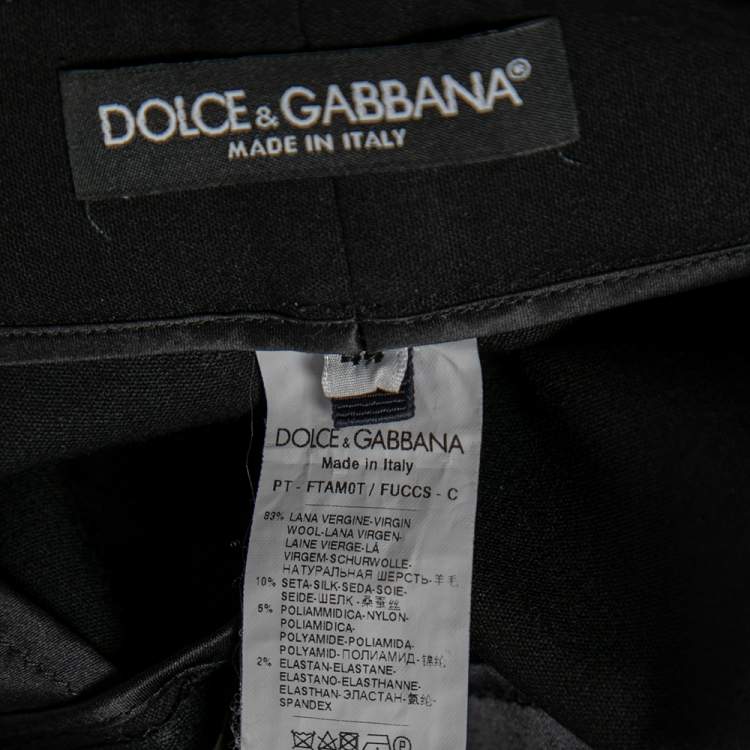 DOLCE & GABBANA®
MADE IN ITALY
DOLCE & GABBANA
Made in Italy
PT - FTAM0T / FUCCS - C
83% LANA VERGINE-VIRGIN
WOOL-LANA VIRGEN-
LAINE VIERGE-LÁ
VIRGEM-SCHURWOLLE-
НАТУРАЛЬНАЯ ШЕРСТЬ-羊毛
10% SETA-SILK-SEDA-SOIE-
SEIDE-ШЕЛК-桑蚕丝
5% POLIAMMIDICA-NYLON-
POLIAMIDICA-
POLYAMIDE-POLIAMIDA-
POLYAMID-ПОЛИАМИД-锦纶
2% ELASTAN-ELASTANE-
ELASTANO-ELASTHANNE-
ELASTHAN-ЭЛАСТАН-氨纶-
SPANDEX
P